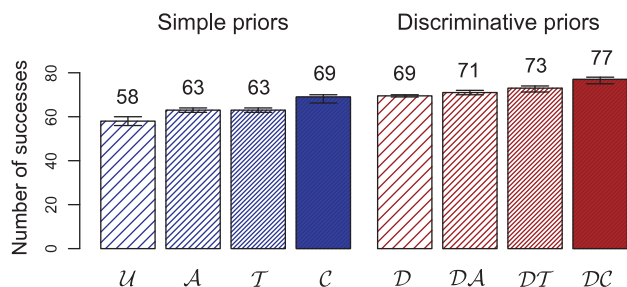 Simple priors Discriminative priors
58 63 63 69 69 71 73 77
Number of successes
80
60
40
20
0
𝒰 𝒜 𝒯 𝒞 𝒟 𝒟𝒜 𝒟𝒯 𝒟𝒞